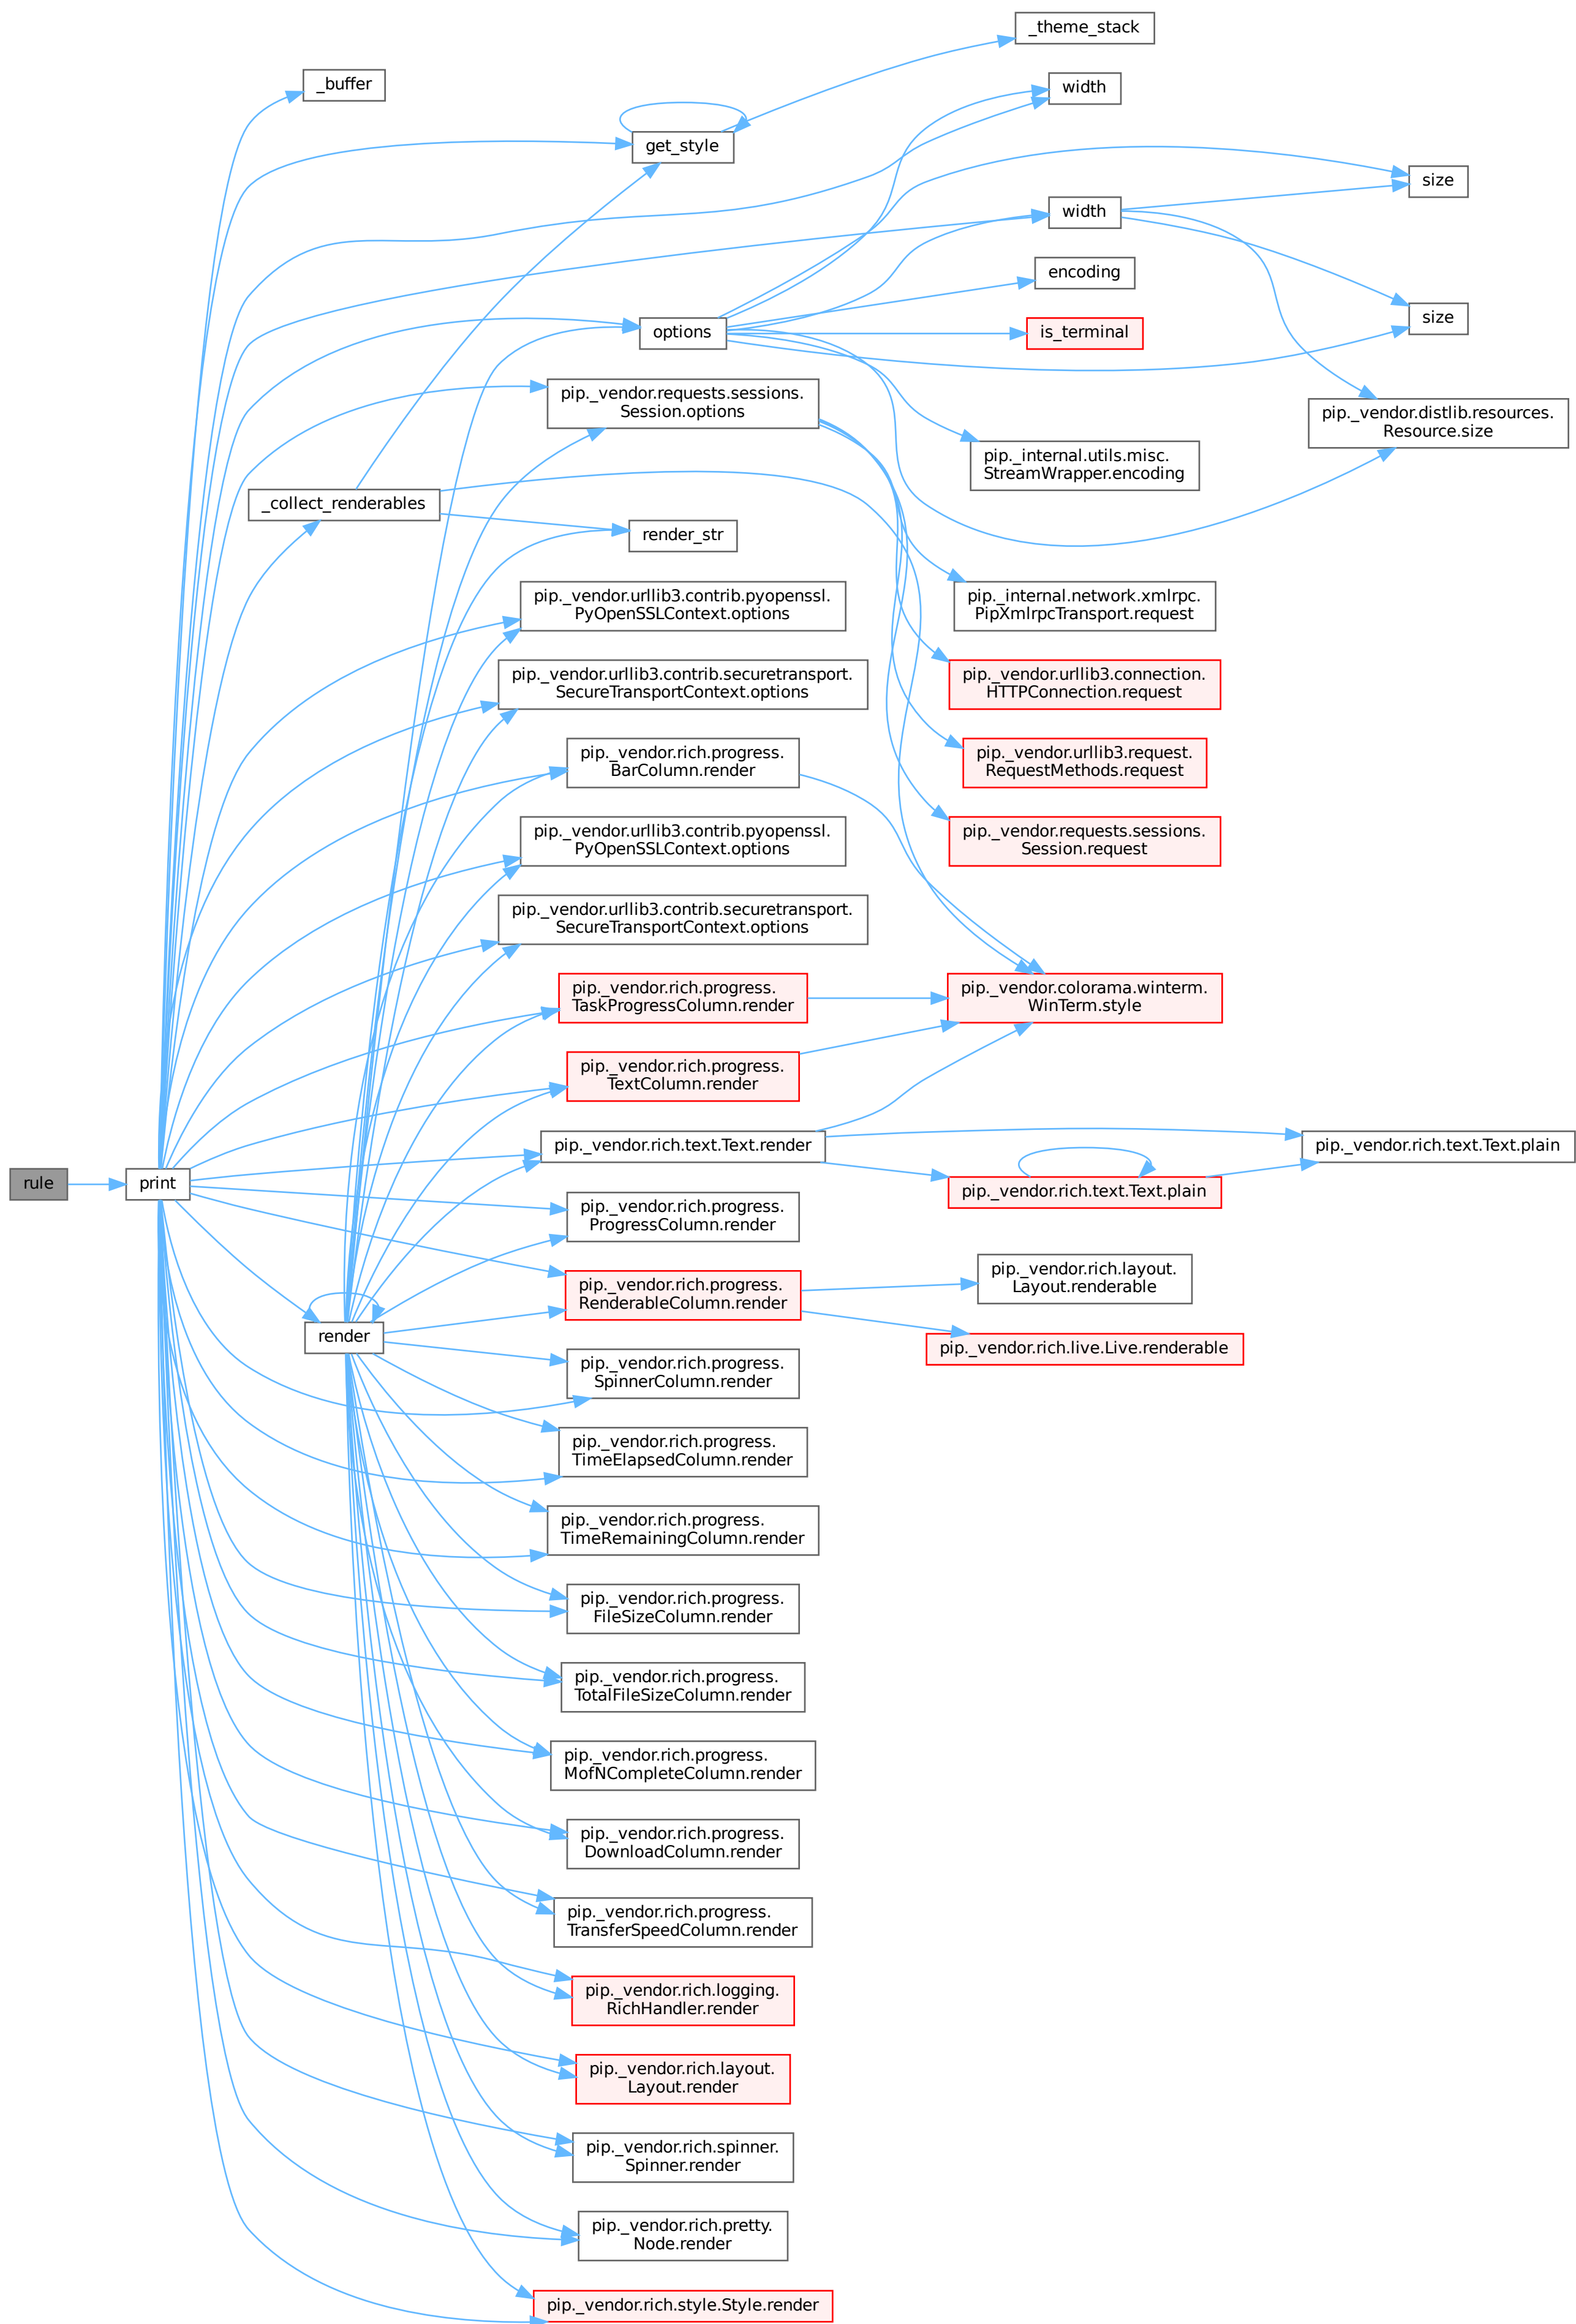 _theme_stack
_buffer
width
get_style
size
width
encoding
size
options
is_terminal
pip._vendor.requests.sessions.
Session.options
pip._vendor.distlib.resources.
Resource.size
pip._internal.utils.misc.
StreamWrapper.encoding
_collect_renderables
render_str
pip._vendor.urllib3.contrib.pyopenssl.
PyOpenSSLContext.options
pip._internal.network.xmlrpc.
PipXmlrpcTransport.request
pip._vendor.urllib3.contrib.securetransport.
SecureTransportContext.options
pip._vendor.urllib3.connection.
HTTPConnection.request
pip._vendor.rich.progress.
BarColumn.render
pip._vendor.urllib3.request.
RequestMethods.request
pip._vendor.urllib3.contrib.pyopenssl.
PyOpenSSLContext.options
pip._vendor.requests.sessions.
Session.request
pip._vendor.urllib3.contrib.securetransport.
SecureTransportContext.options
pip._vendor.rich.progress.
TaskProgressColumn.render
pip._vendor.colorama.winterm.
WinTerm.style
pip._vendor.rich.progress.
TextColumn.render
pip._vendor.rich.text.Text.render
pip._vendor.rich.text.Text.plain
rule
print
pip._vendor.rich.text.Text.plain
pip._vendor.rich.progress.
ProgressColumn.render
pip._vendor.rich.layout.
Layout.renderable
pip._vendor.rich.progress.
RenderableColumn.render
render
pip._vendor.rich.live.Live.renderable
pip._vendor.rich.progress.
SpinnerColumn.render
pip._vendor.rich.progress.
TimeElapsedColumn.render
pip._vendor.rich.progress.
TimeRemainingColumn.render
pip._vendor.rich.progress.
FileSizeColumn.render
pip._vendor.rich.progress.
TotalFileSizeColumn.render
pip._vendor.rich.progress.
MofNCompleteColumn.render
pip._vendor.rich.progress.
DownloadColumn.render
pip._vendor.rich.progress.
TransferSpeedColumn.render
pip._vendor.rich.logging.
RichHandler.render
pip._vendor.rich.layout.
Layout.render
pip._vendor.rich.spinner.
Spinner.render
pip._vendor.rich.pretty.
Node.render
pip._vendor.rich.style.Style.render